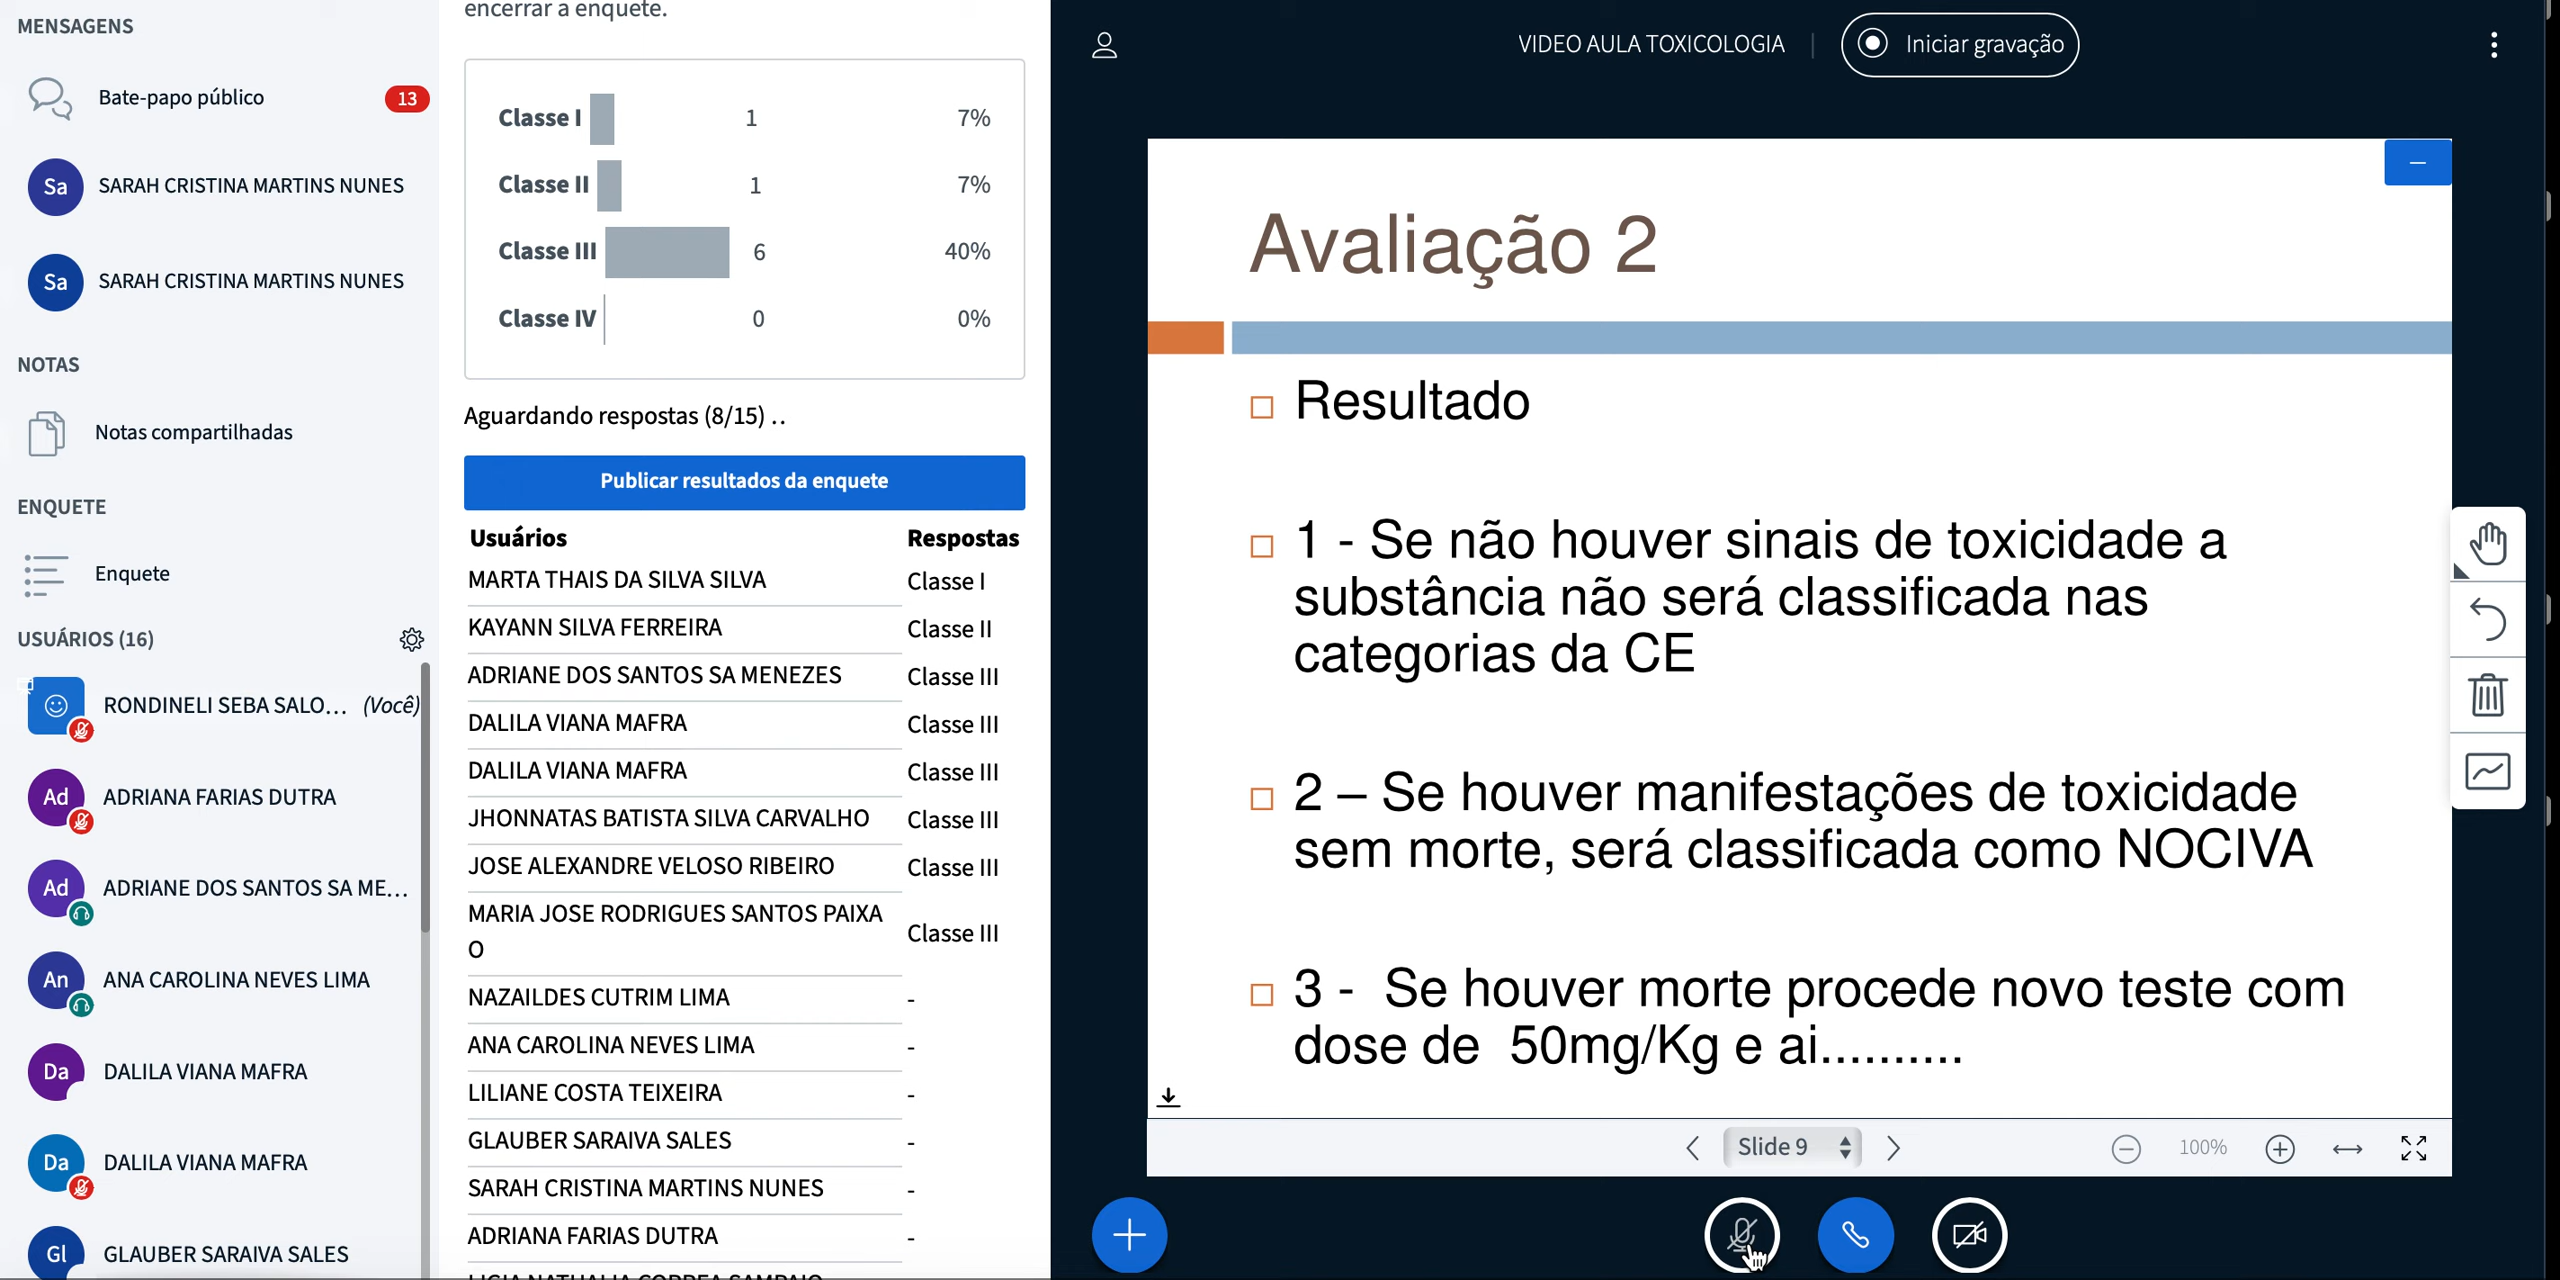 MENSAGENS
Bate-papo público
13
Sa
SARAH CRISTINA MARTINS NUNES
Sa
SARAH CRISTINA MARTINS NUNES
NOTAS
Notas compartilhadas
ENQUETE
Enquete
USUÁRIOS (16)
RONDINELI SEBA SALO... (Você)
Ad
ADRIANA FARIAS DUTRA
Ad
ADRIANE DOS SANTOS SA ME...
An
ANA CAROLINA NEVES LIMA
Da
DALILA VIANA MAFRA
Da
DALILA VIANA MAFRA
Gl
GLAUBER SARAIVA SALES
encerrar a enquete.
Classe I 1 7%
Classe II 1 7%
Classe III 6 40%
Classe IV 0 0%
Aguardando respostas (8/15) ..
Publicar resultados da enquete
Usuários Respostas
MARTA THAIS DA SILVA SILVA Classe I
KAYANN SILVA FERREIRA Classe II
ADRIANE DOS SANTOS SA MENEZES Classe III
DALILA VIANA MAFRA Classe III
DALILA VIANA MAFRA Classe III
JHONNATAS BATISTA SILVA CARVALHO Classe III
JOSE ALEXANDRE VELOSO RIBEIRO Classe III
MARIA JOSE RODRIGUES SANTOS PAIXA
O
Classe III
NAZAILDES CUTRIM LIMA -
ANA CAROLINA NEVES LIMA -
LILIANE COSTA TEIXEIRA -
GLAUBER SARAIVA SALES -
SARAH CRISTINA MARTINS NUNES -
ADRIANA FARIAS DUTRA -
VIDEO AULA TOXICOLOGIA
Iniciar gravação
Avaliação 2
Resultado
1 - Se não houver sinais de toxicidade a
substância não será classificada nas
categorias da CE
2 – Se houver manifestações de toxicidade
sem morte, será classificada como NOCIVA
3 - Se houver morte procede novo teste com
dose de 50mg/Kg e ai..........
Slide 9
100%